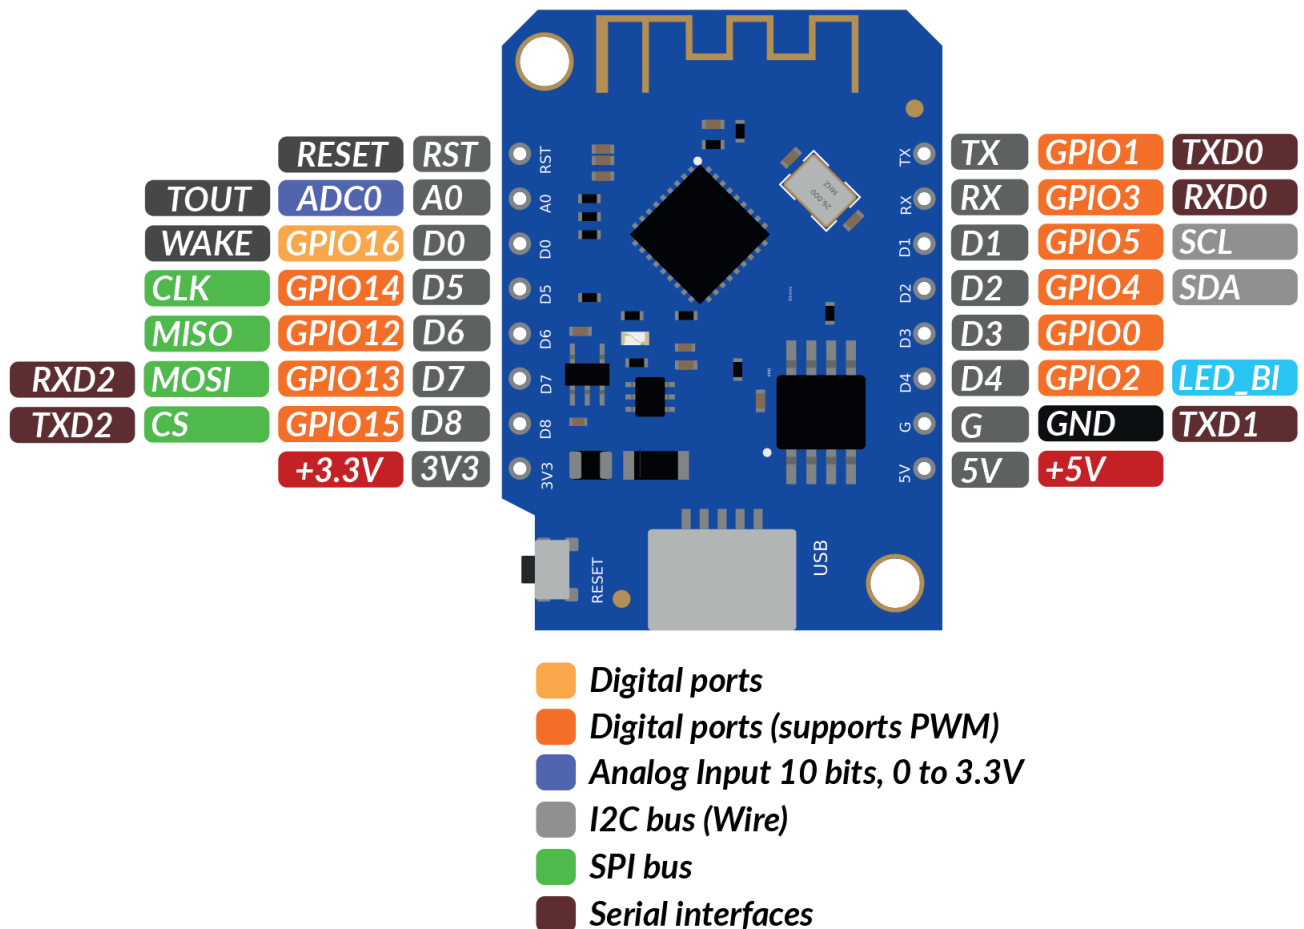 RESET RST RST TX TX GPIO1 TXD0
TOUT ADC0 A0 A0 RX RX GPIO3 RXD0
WAKE GPIO16 D0 D0 D1 D1 GPIO5 SCL
CLK GPIO14 D5 D5 D2 D2 GPIO4 SDA
MISO GPIO12 D6 D6 D3 D3 GPIO0
RXD2 MOSI GPIO13 D7 D7 D4 D4 GPIO2 LED_BI
TXD2 CS GPIO15 D8 D8 G G GND TXD1
+3.3V 3V3 3V3 5V 5V +5V
26.000
MHZ
RESET
USB
Digital ports
Digital ports (supports PWM)
Analog Input 10 bits, 0 to 3.3V
I2C bus (Wire)
SPI bus
Serial interfaces